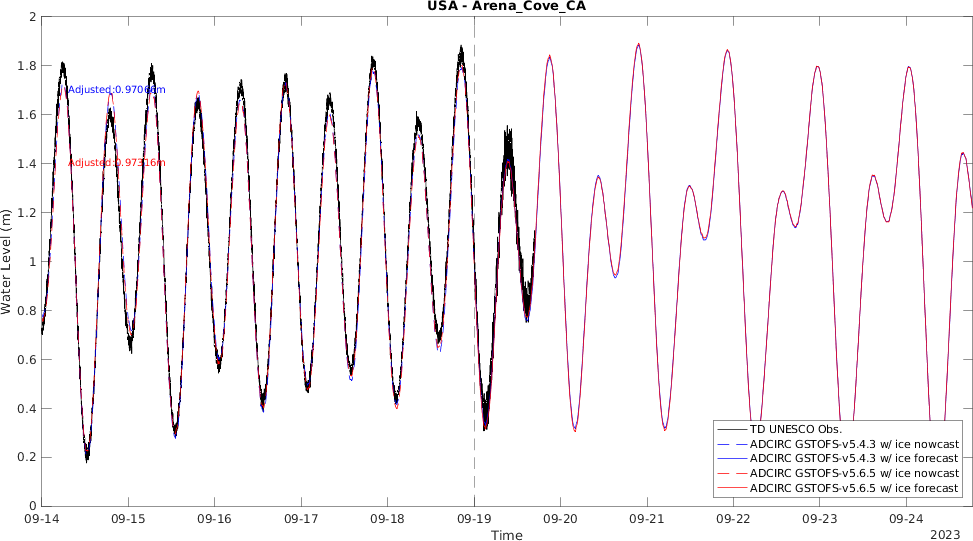 USA - Arena_Cove_CA
2
1.8
1.6
1.4
1.2
1
0.8
0.6
0.4
0.2
0
Water Level (m)
Adjusted:0.97066m
Adjusted:0.97316m
TD UNESCO Obs.
ADCIRC GSTOFS-v5.4.3 w/ ice nowcast
ADCIRC GSTOFS-v5.4.3 w/ ice forecast
ADCIRC GSTOFS-v5.6.5 w/ ice nowcast
ADCIRC GSTOFS-v5.6.5 w/ ice forecast
09-14 09-15 09-16 09-17 09-18 09-19 09-20 09-21 09-22 09-23 09-24
Time
2023